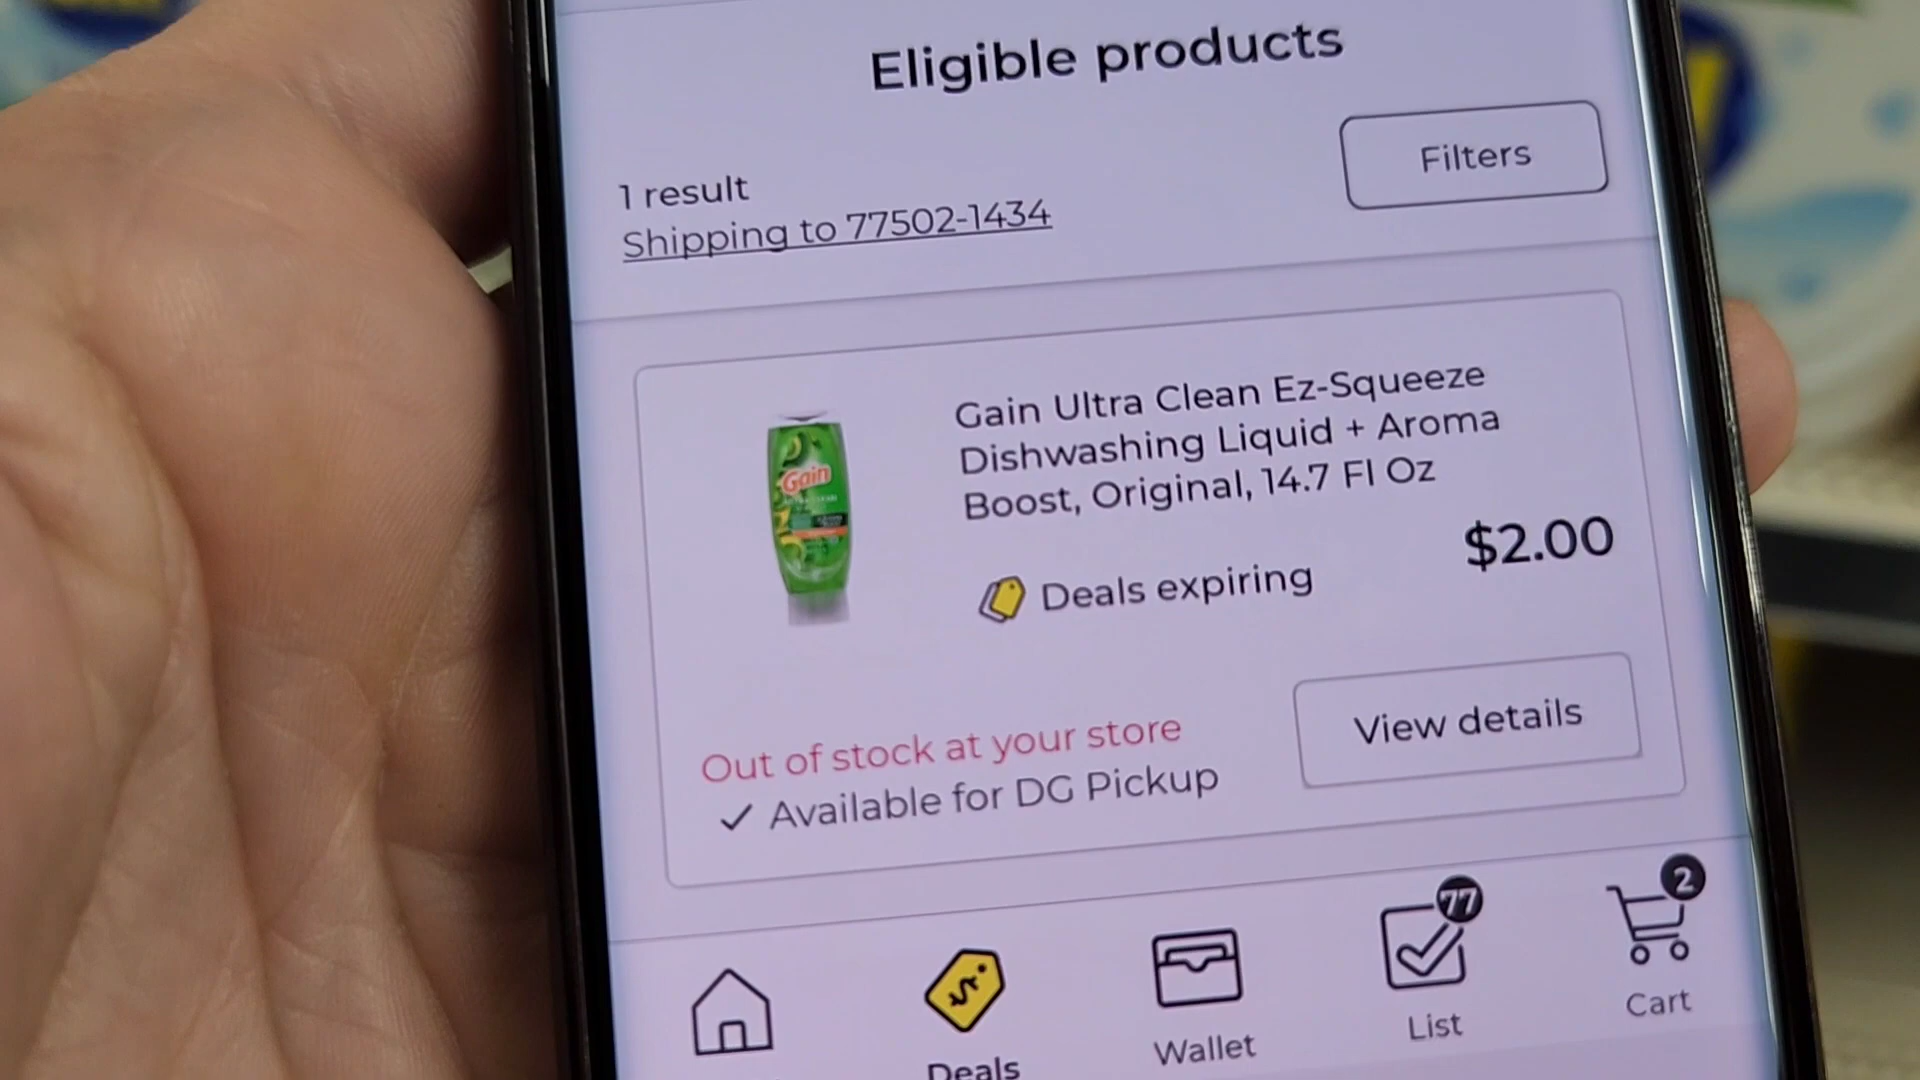 Eligible products
1 result
Filters
Shipping to 77502-1434
Gain Ultra Clean Ez-Squeeze
Dishwashing Liquid + Aroma
Boost, Original, 14.7 Fl Oz
Gain
$2.00
Deals expiring
Out of stock at your store
Available for DG Pickup
View details
77
2
Deals
Wallet
List
Cart